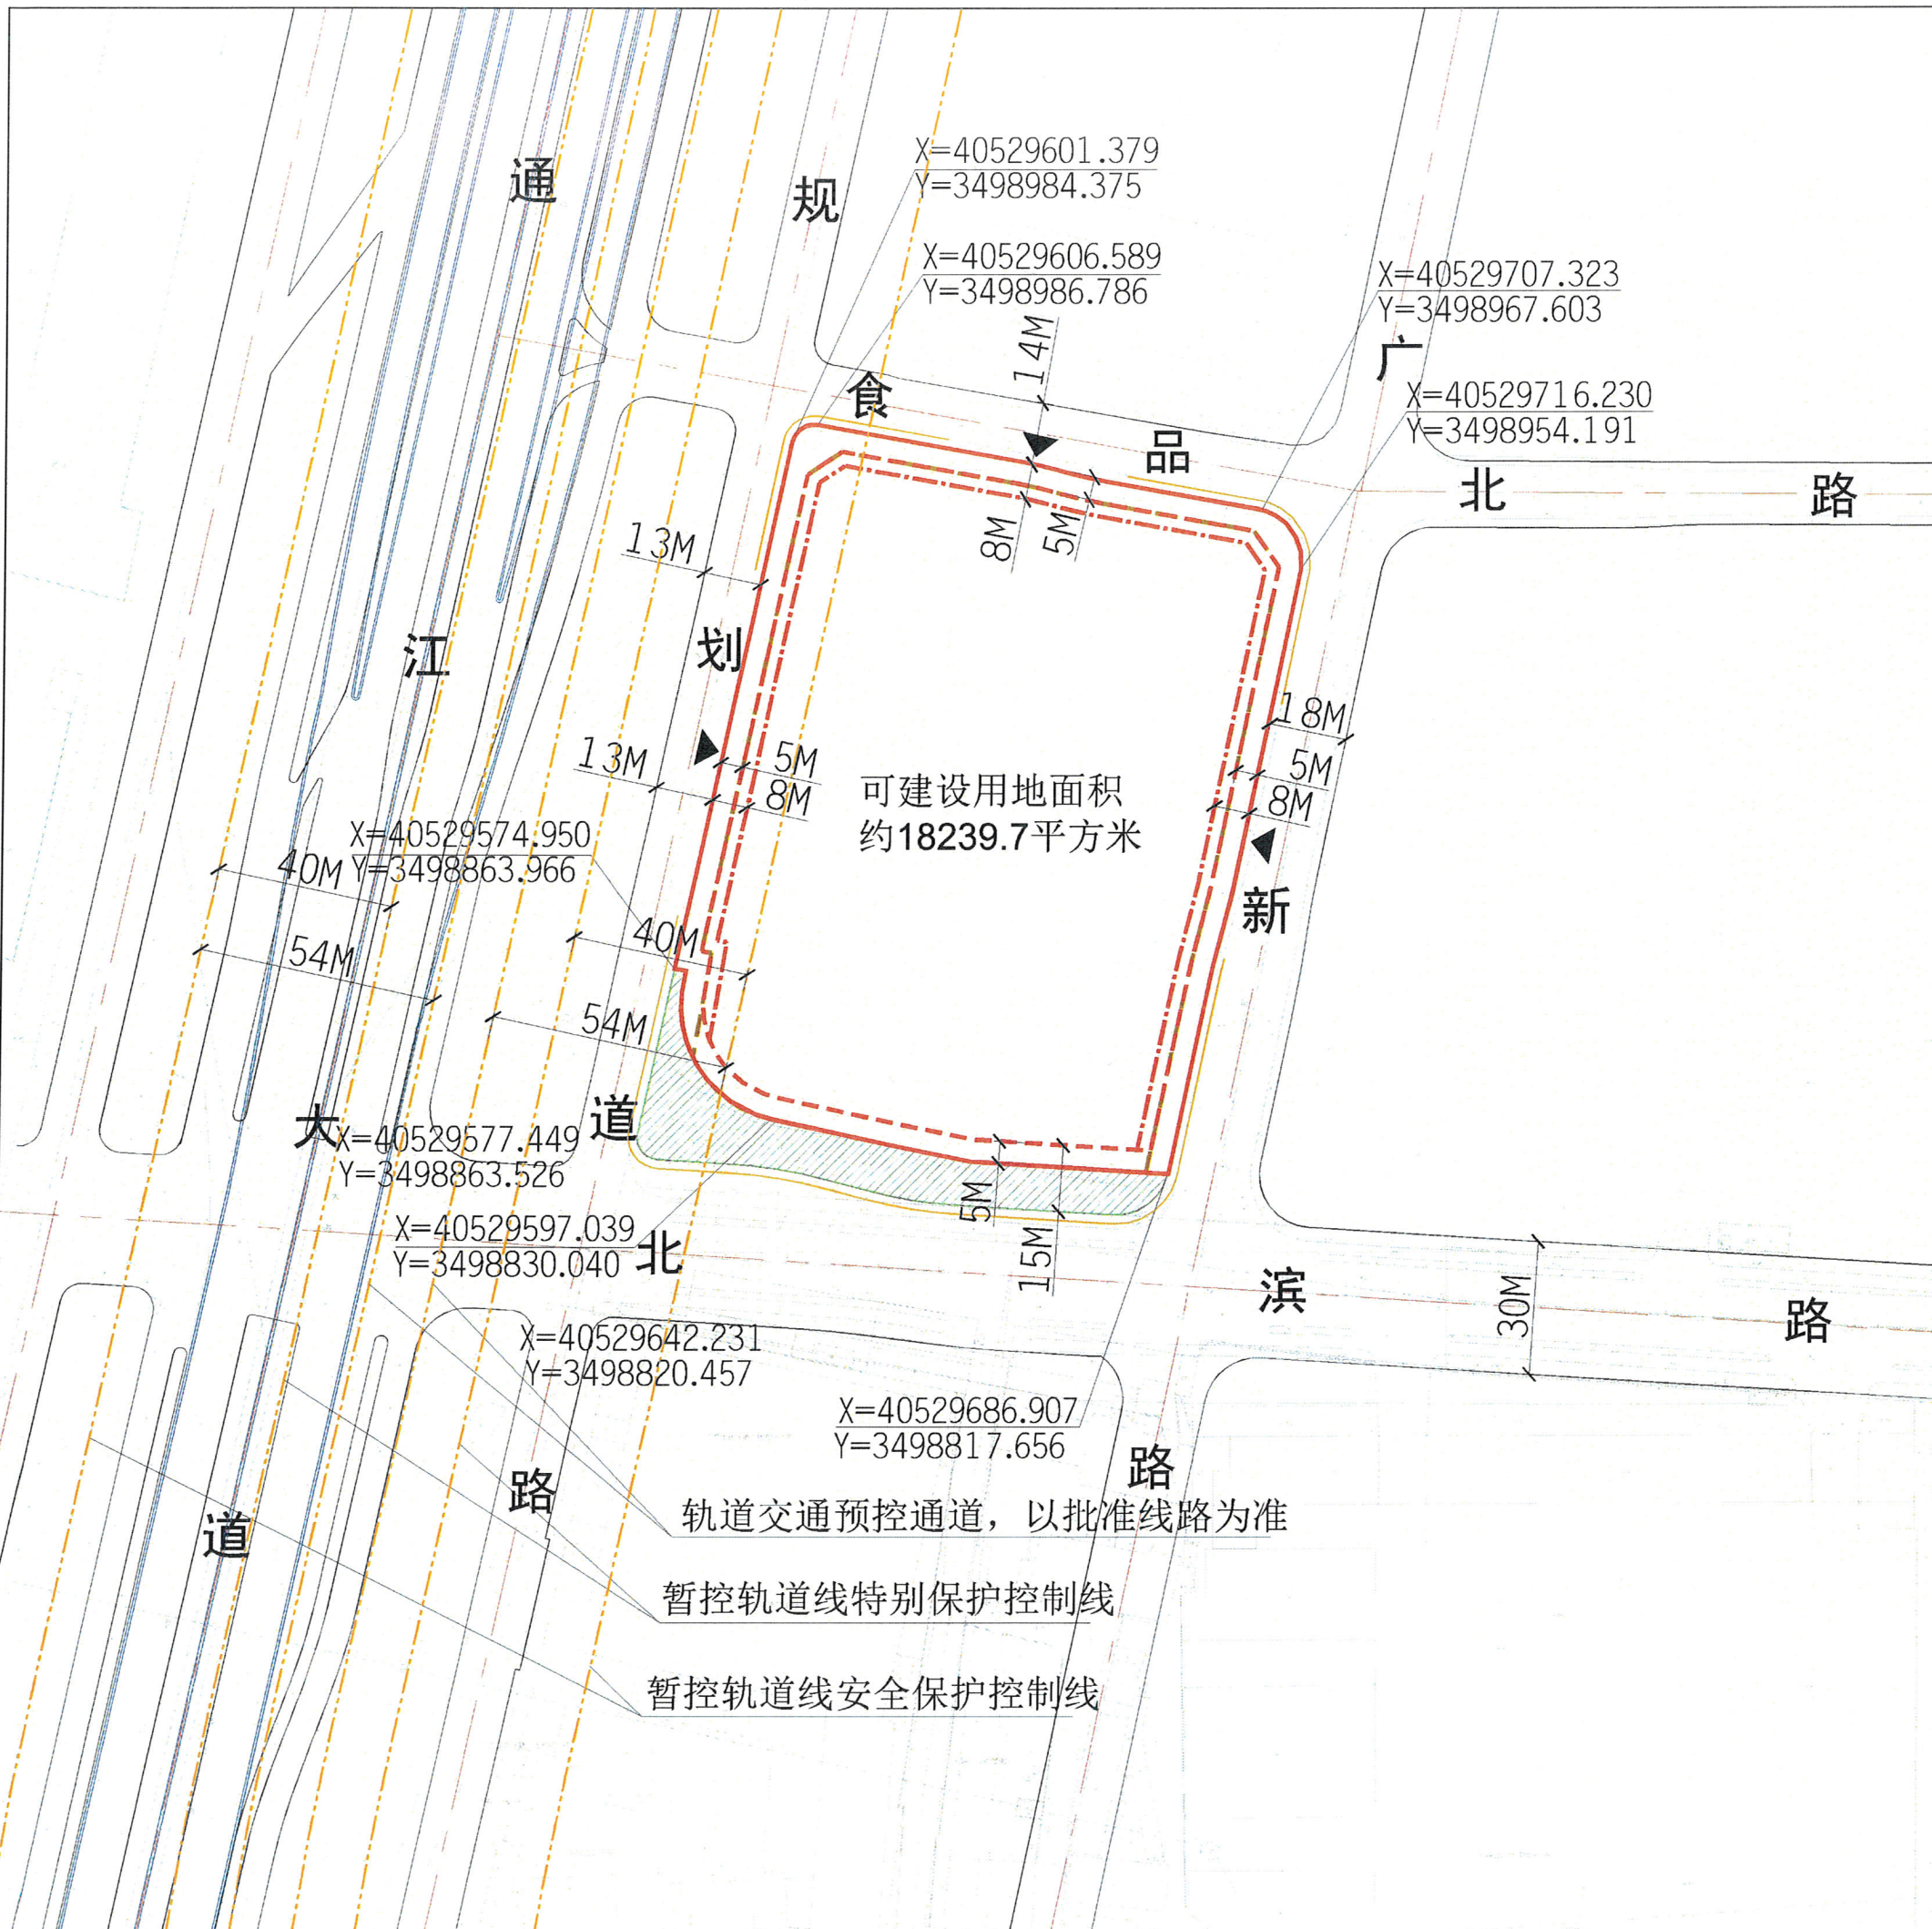 X=40529601.379
Y=3498984.375
通
规
X=40529606.589
Y=3498986.786
X=40529707.323
Y=3498967.603
14M
广
食
X=40529716.230
Y=3498954.191
品
北
路
8M
5M
13M
江
划
18M
13M
5M
8M
5M
8M
可建设用地面积
约18239.7平方米
X=40529574.950
Y=3498863.966
40M
新
40M
54M
54M
大
道
X=40529577.449
Y=3498863.526
5M
15M
X=40529597.039
Y=3498830.040
北
滨
30M
路
X=40529642.231
Y=3498820.457
X=40529686.907
Y=3498817.656
路
路
道
轨道交通预控通道，以批准线路为准
暂控轨道线特别保护控制线
暂控轨道线安全保护控制线